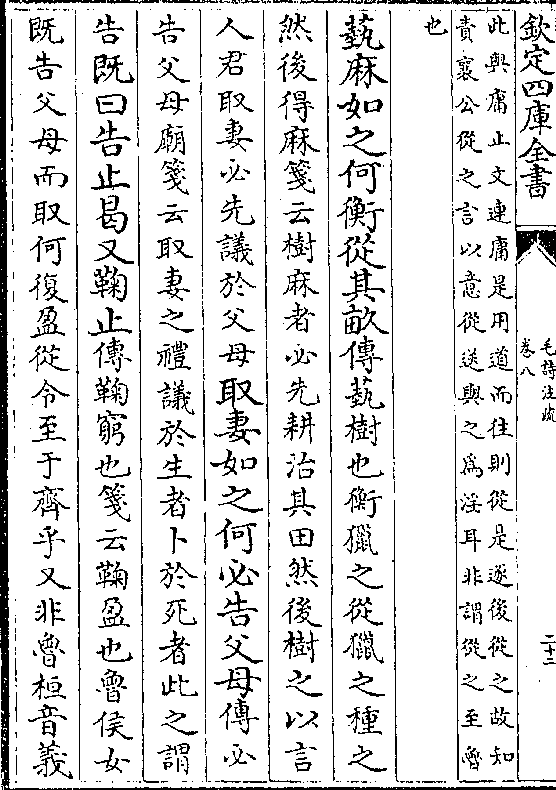 欽定四庫全書
毛詩注疏
卷八
二十二
此與庸止文連庸是用道而往則從是逐後從之故知
責襄公從之言以意從送與之為淫耳非謂從之至魯
也
蓺麻如之何衡從其畝傳蓺樹也衡獵之從獵之種之
然後得麻箋云樹麻者必先耕治其田然後樹之以言
人君取妻必先議於父母取妻如之何必告父母傳必
告父母廟箋云取妻之禮議於生者卜於死者此之謂
告既曰告止曷又鞠止傳鞠窮也箋云鞠盈也魯侯女
既告父母而取何復盈從令至于齊乎又非魯桓音義